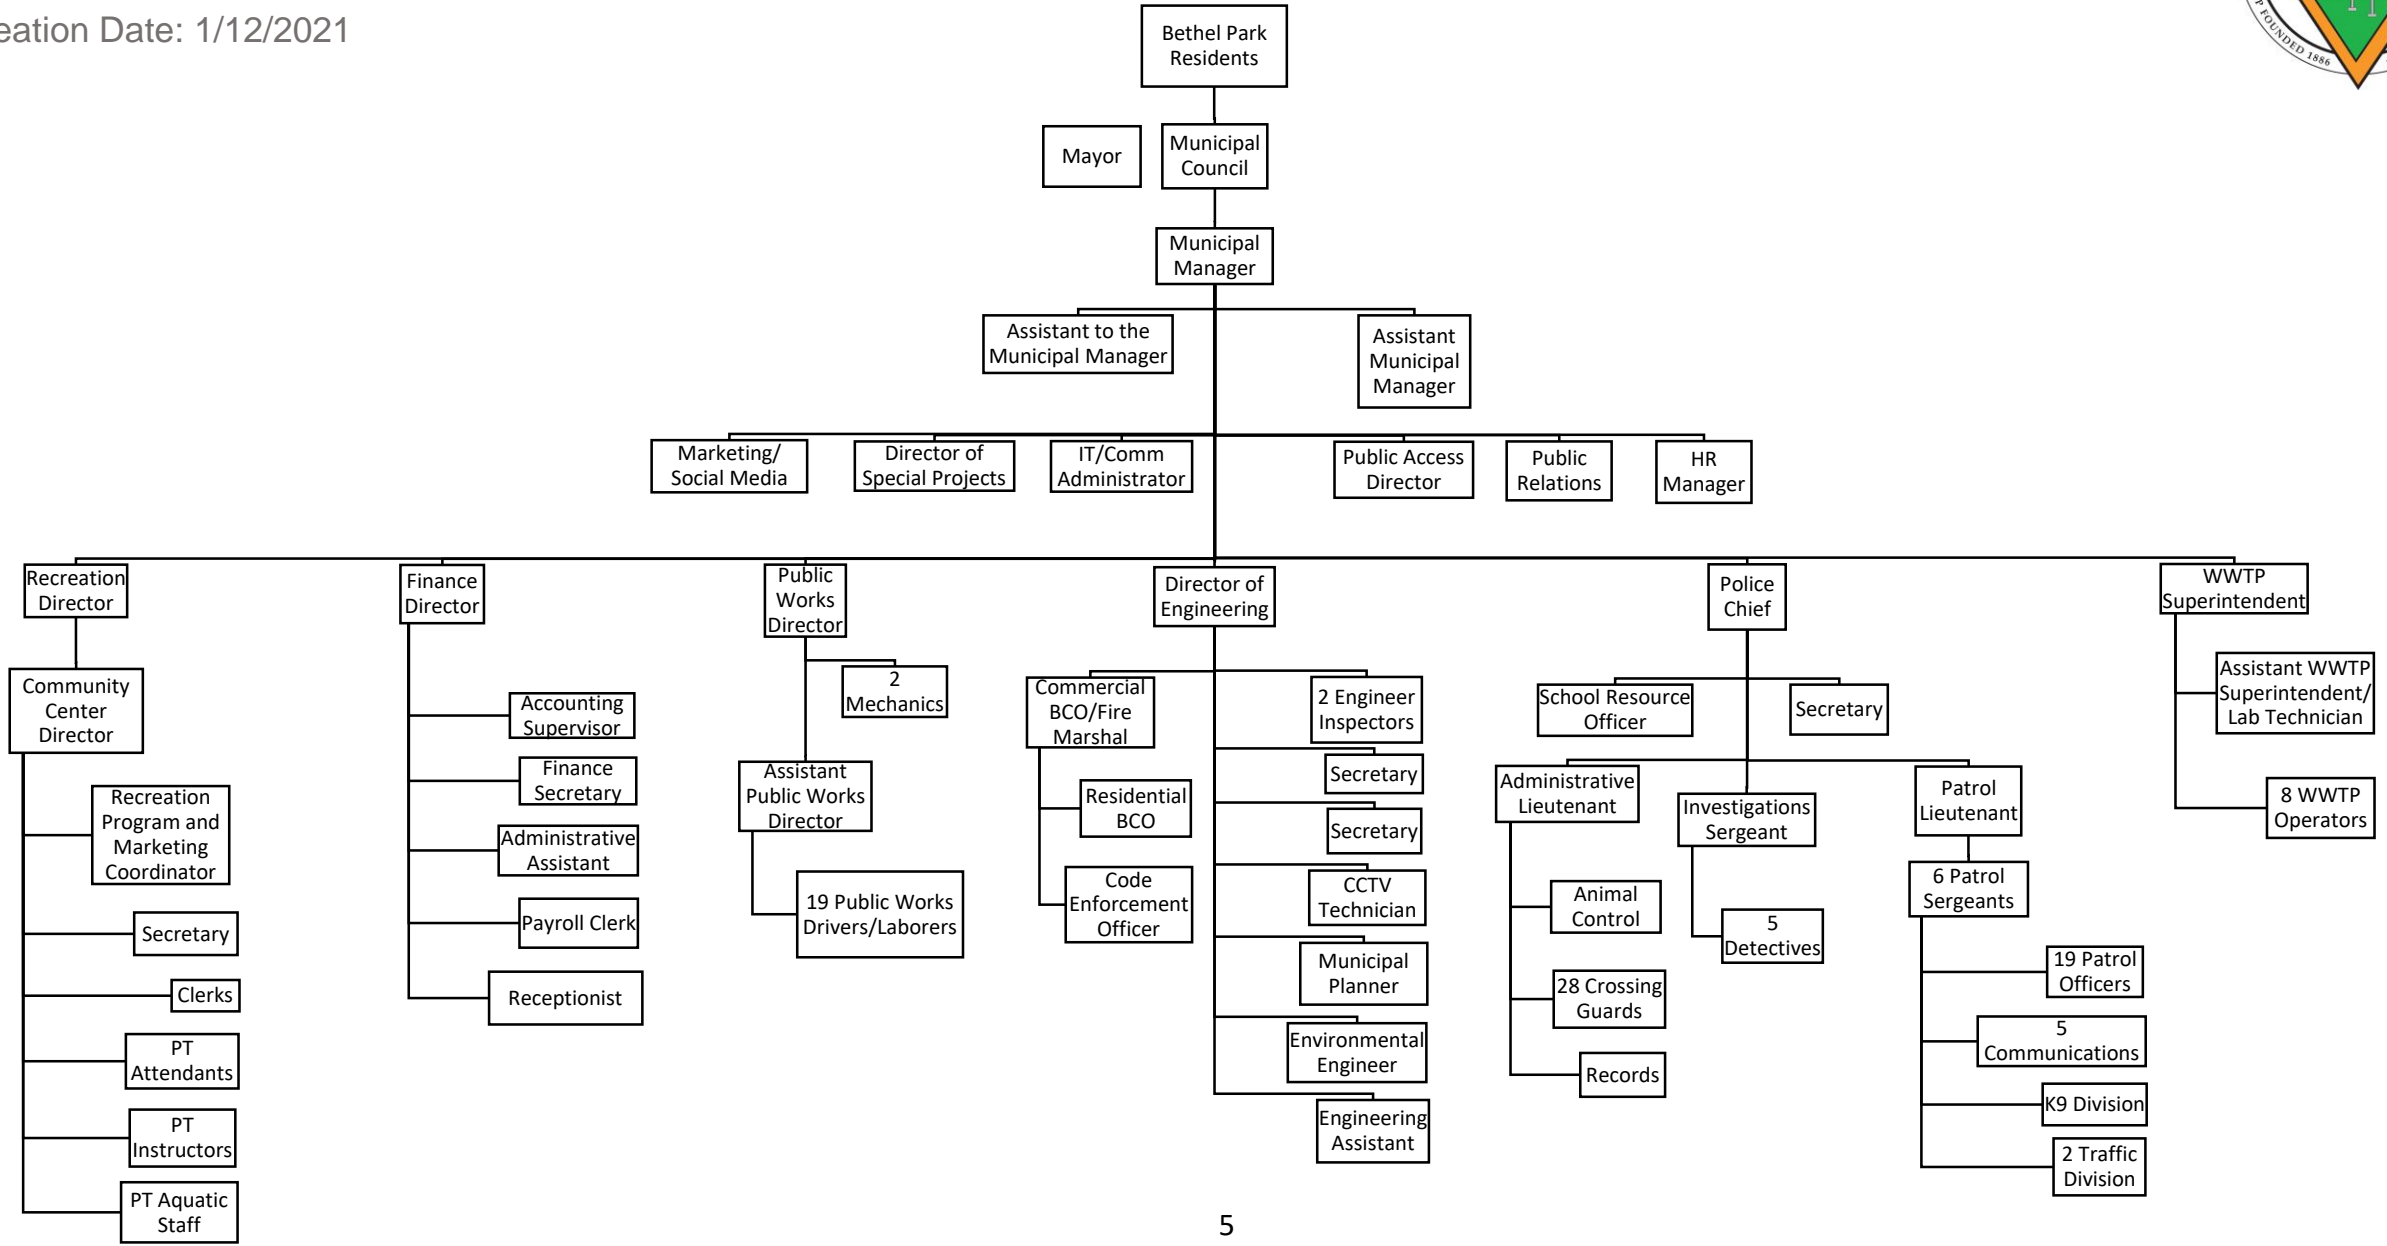 eation Date: 1/12/2021
P FOUNDED 1886
Bethel Park
Residents
Mayor
Municipal
Council
Municipal
Manager
Assistant to the
Municipal Manager
Assistant
Municipal
Manager
Marketing/
Social Media
Director of
Special Projects
IT/Comm
Administrator
Public Access
Director
Public
Relations
HR
Manager
Recreation
Director
Finance
Director
Public
Works
Director
Director of
Engineering
Police
Chief
WWTP
Superintendent
Community
Center
Director
Recreation
Program and
Marketing
Coordinator
Secretary
Clerks
PT
Attendants
PT
Instructors
PT Aquatic
Staff
Accounting
Supervisor
Finance
Secretary
Administrative
Assistant
Payroll Clerk
Receptionist
2
Mechanics
Assistant
Public Works
Director
19 Public Works
Drivers/Laborers
Commercial
BCO/Fire
Marshal
Residential
BCO
Code
Enforcement
Officer
2 Engineer
Inspectors
Secretary
Secretary
CCTV
Technician
Municipal
Planner
Environmental
Engineer
Engineering
Assistant
School Resource
Officer
Secretary
Administrative
Lieutenant
Animal
Control
28 Crossing
Guards
Records
Investigations
Sergeant
5
Detectives
Patrol
Lieutenant
6 Patrol
Sergeants
19 Patrol
Officers
5
Communications
K9 Division
2 Traffic
Division
Assistant WWTP
Superintendent/
Lab Technician
8 WWTP
Operators
5